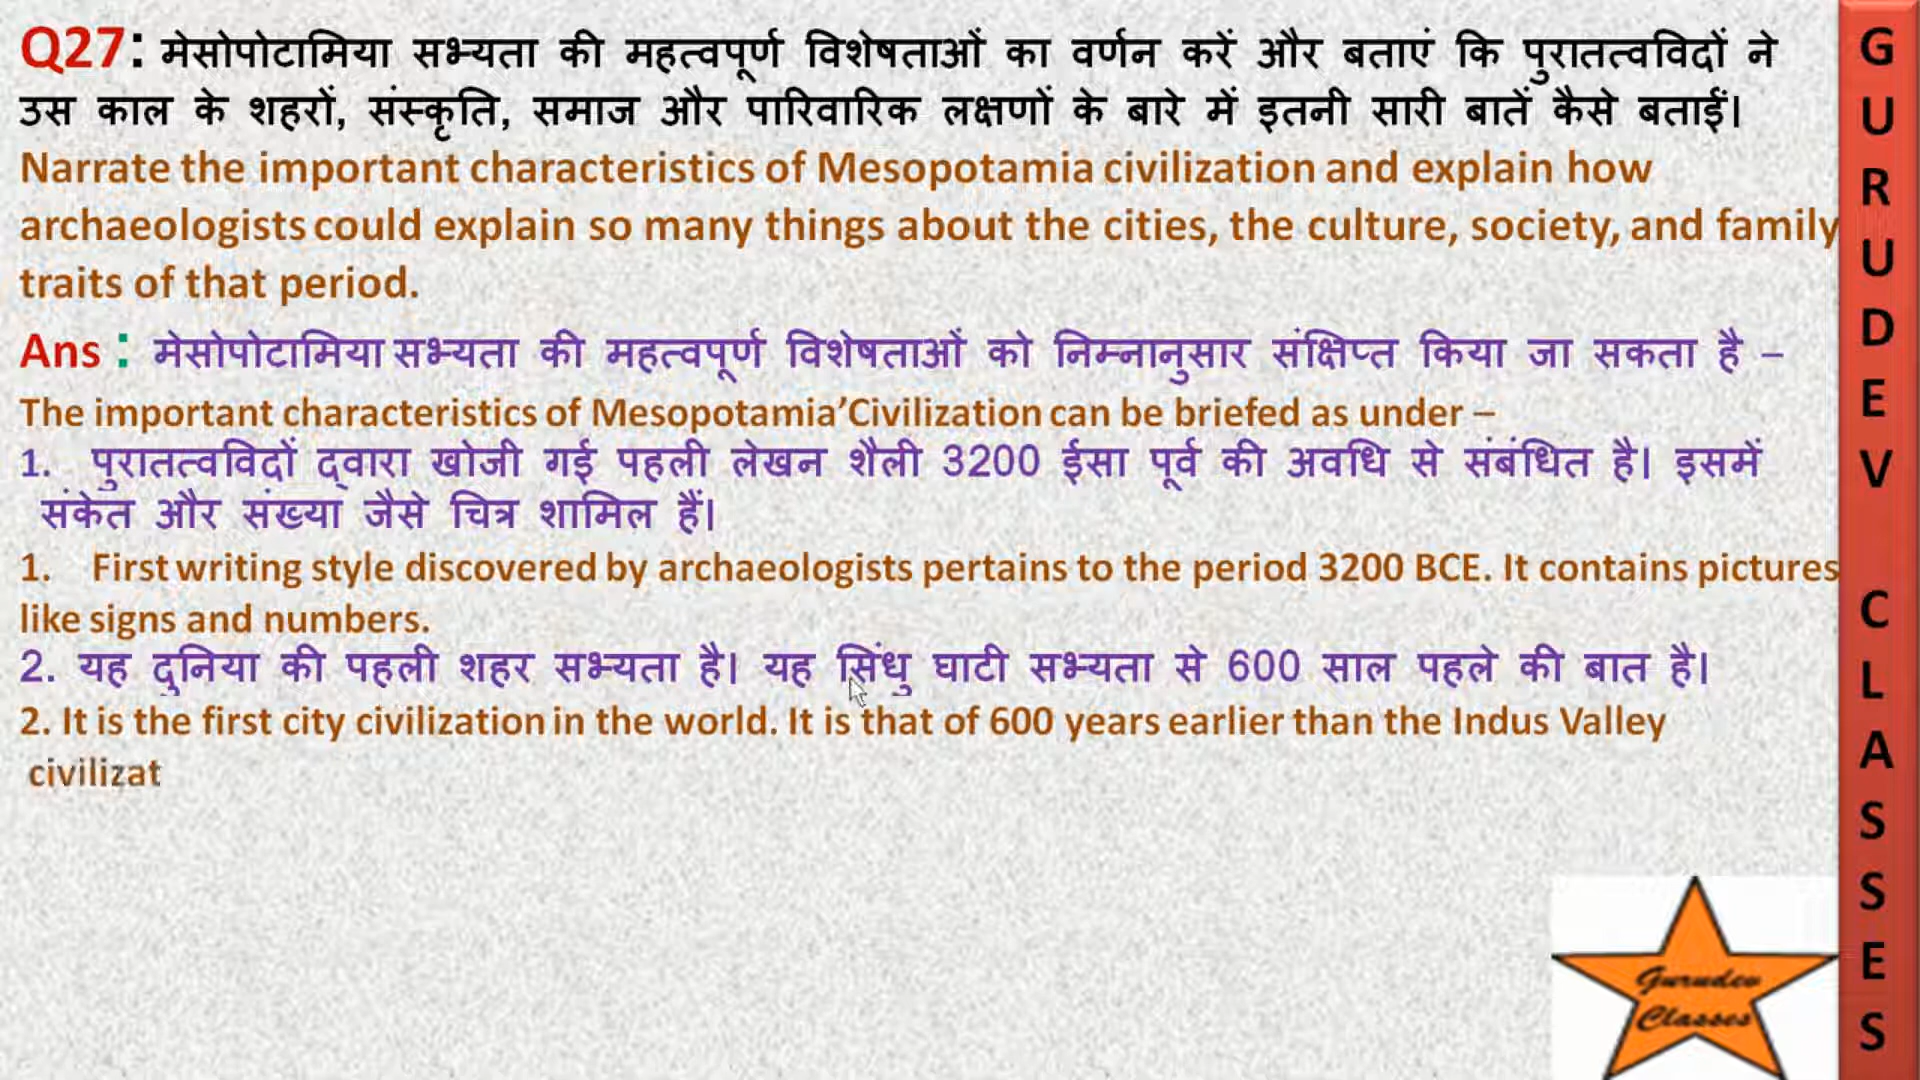 Q27: मेसोपोटामिया सभ्यता की महत्वपूर्ण विशेषताओं का वर्णन करें और बताएं कि पुरातत्वविदों ने
उस काल के शहरों, संस्कृति, समाज और पारिवारिक लक्षणों के बारे में इतनी सारी बातें कैसे बताईं।
Narrate the important characteristics of Mesopotamia civilization and explain how
archaeologists could explain so many things about the cities, the culture, society, and family
traits of that period.
Ans : मेसोपोटामिया सभ्यता की महत्वपूर्ण विशेषताओं को निम्नानुसार संक्षिप्त किया जा सकता है –
The important characteristics of Mesopotamia’Civilization can be briefed as under –
1. पुरातत्वविदों द्वारा खोजी गई पहली लेखन शैली 3200 ईसा पूर्व की अवधि से संबंधित है। इसमें
संकेत और संख्या जैसे चित्र शामिल हैं।
1. First writing style discovered by archaeologists pertains to the period 3200 BCE. It contains pictures
like signs and numbers.
2. यह दुनिया की पहली शहर सभ्यता है। यह सिंधु घाटी सभ्यता से 600 साल पहले की बात है।
2. It is the first city civilization in the world. It is that of 600 years earlier than the Indus Valley
civilizat
GURUDEV CLASSES
Gurudev
Classes